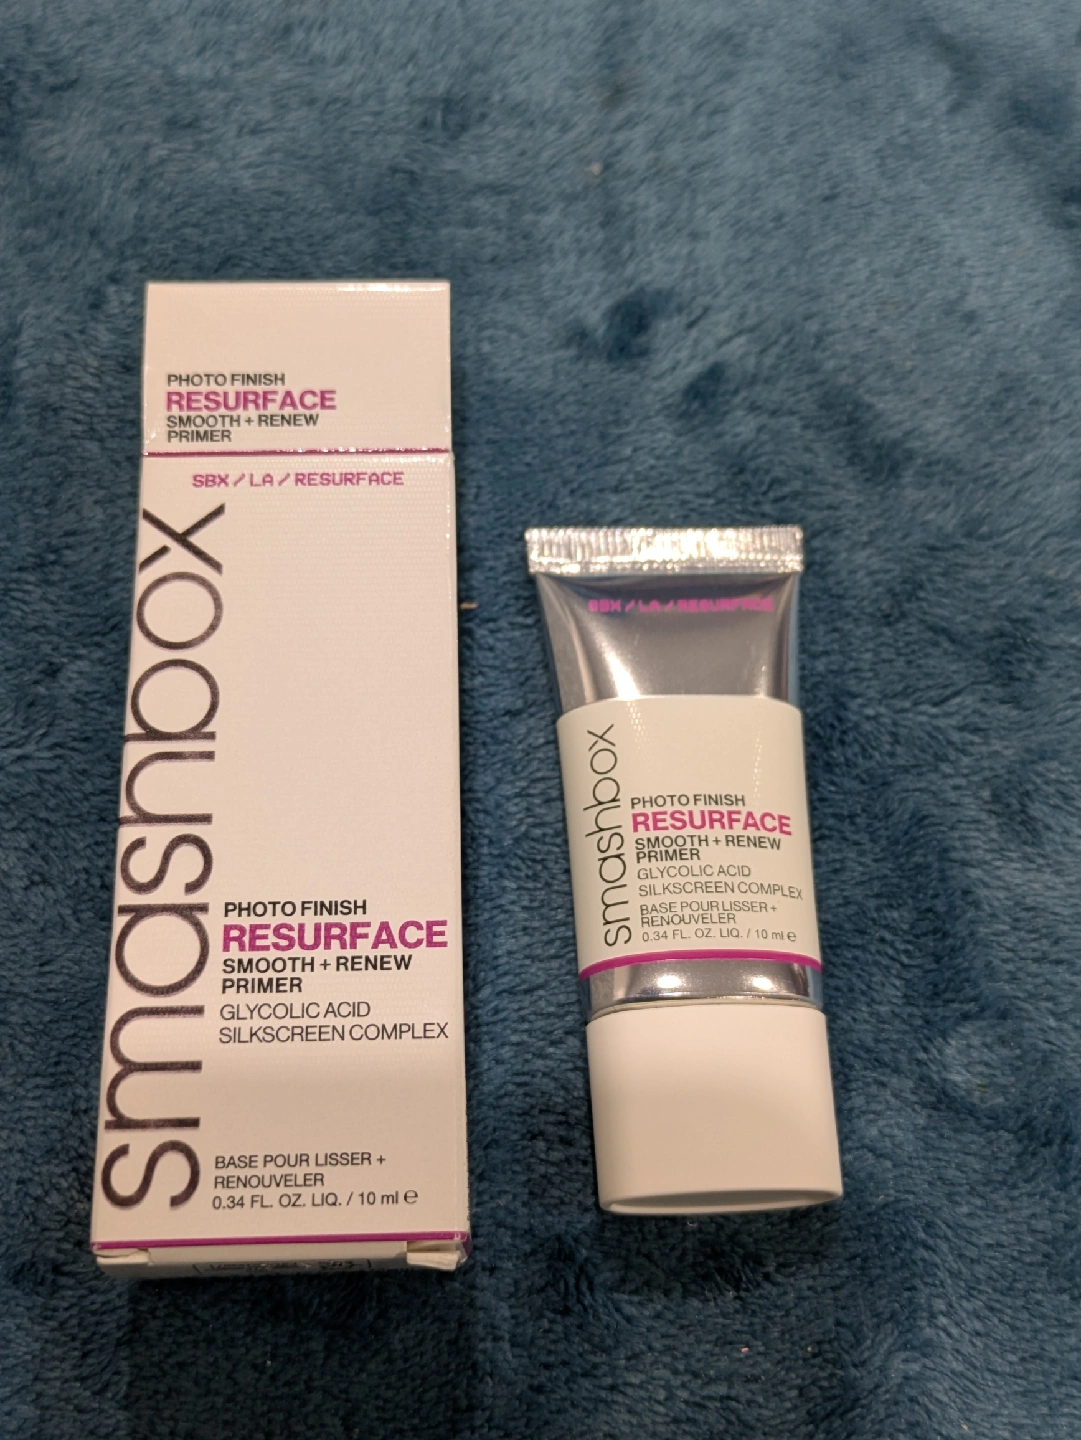 PHOTO FINISH
RESURFACE
SMOOTH + RENEW
PRIMER
SBX / LA / RESURFACE
smashbox
PHOTO FINISH
RESURFACE
SMOOTH + RENEW
PRIMER
GLYCOLIC ACID
SILKSCREEN COMPLEX
BASE POUR LISSER +
RENOUVELER
0.34 FL. OZ. LIQ. / 10 ml ℮
SBX / LA / RESURFACE
smashbox
PHOTO FINISH
RESURFACE
SMOOTH + RENEW
PRIMER
GLYCOLIC ACID
SILKSCREEN COMPLEX
BASE POUR LISSER +
RENOUVELER
0.34 FL. OZ. LIQ. / 10 ml ℮